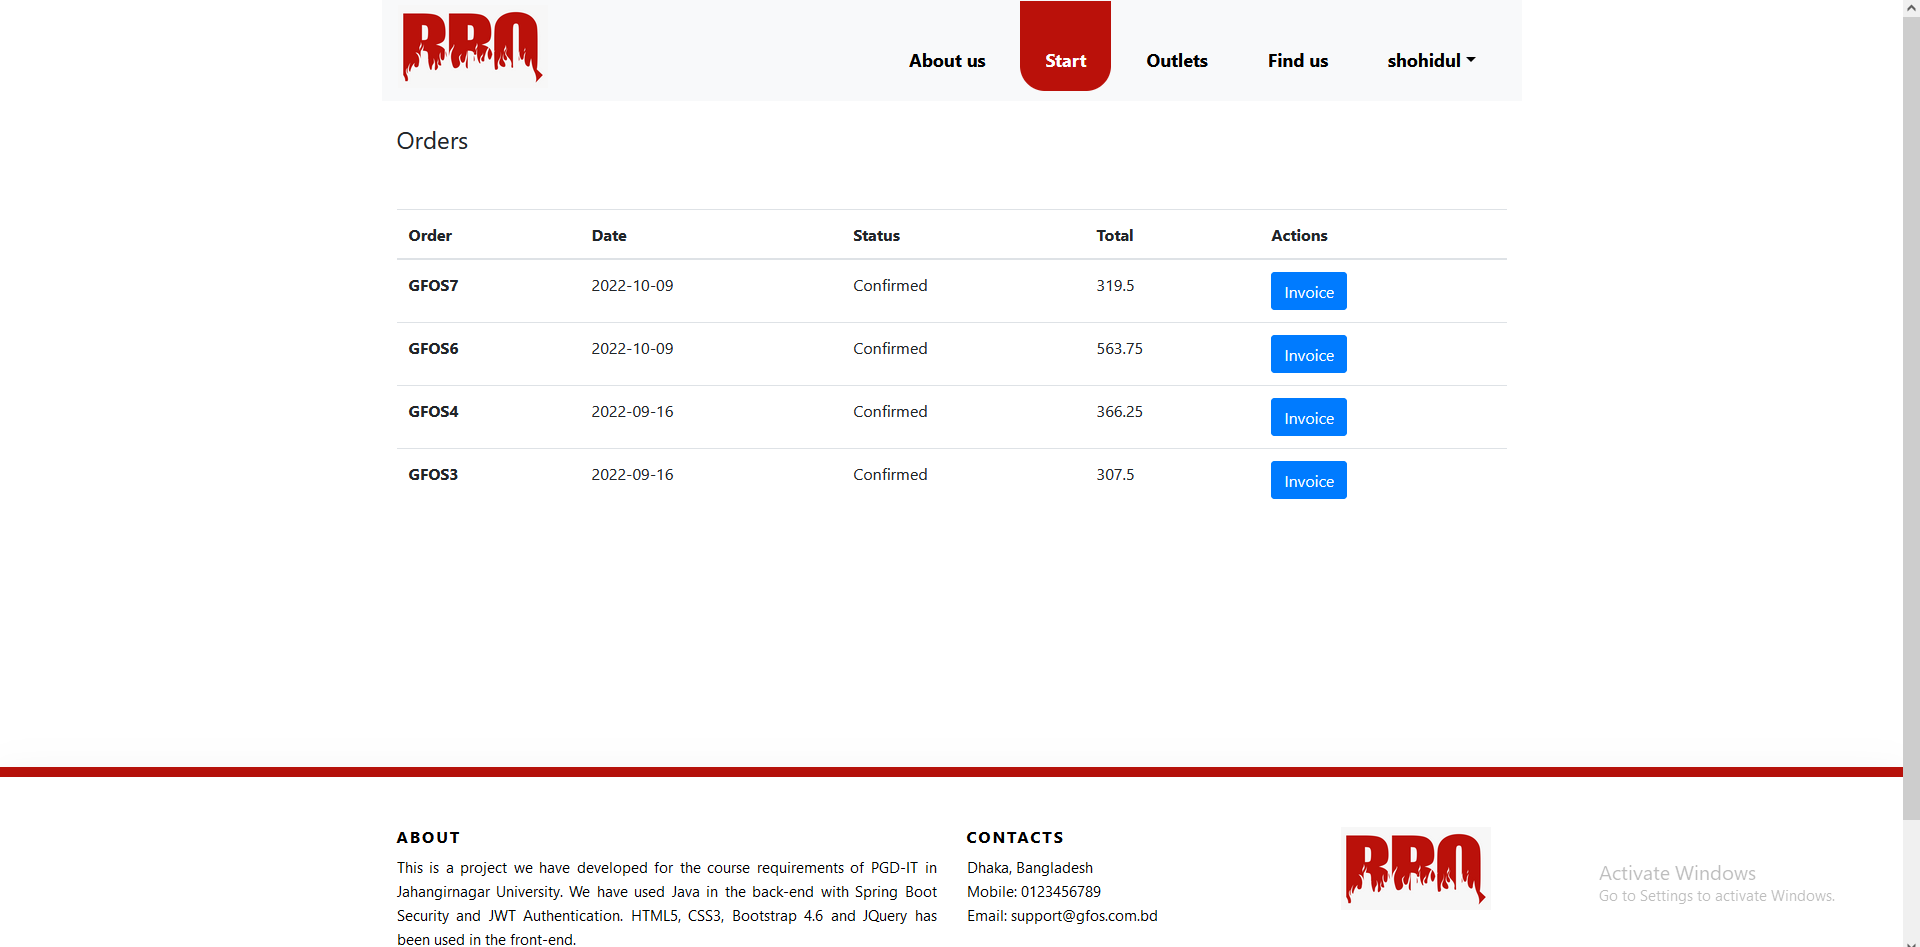 BBQ
About us Start Outlets Find us shohidul
Orders
Order Date Status Total Actions
GFOS7 2022-10-09 Confirmed 319.5 Invoice
GFOS6 2022-10-09 Confirmed 563.75 Invoice
GFOS4 2022-09-16 Confirmed 366.25 Invoice
GFOS3 2022-09-16 Confirmed 307.5 Invoice
ABOUT
This is a project we have developed for the course requirements of PGD-IT in
Jahangirnagar University. We have used Java in the back-end with Spring Boot
Security and JWT Authentication. HTML5, CSS3, Bootstrap 4.6 and JQuery has
been used in the front-end.
CONTACTS
Dhaka, Bangladesh
Mobile: 0123456789
Email: support@gfos.com.bd
BBQ
Activate Windows
Go to Settings to activate Windows.